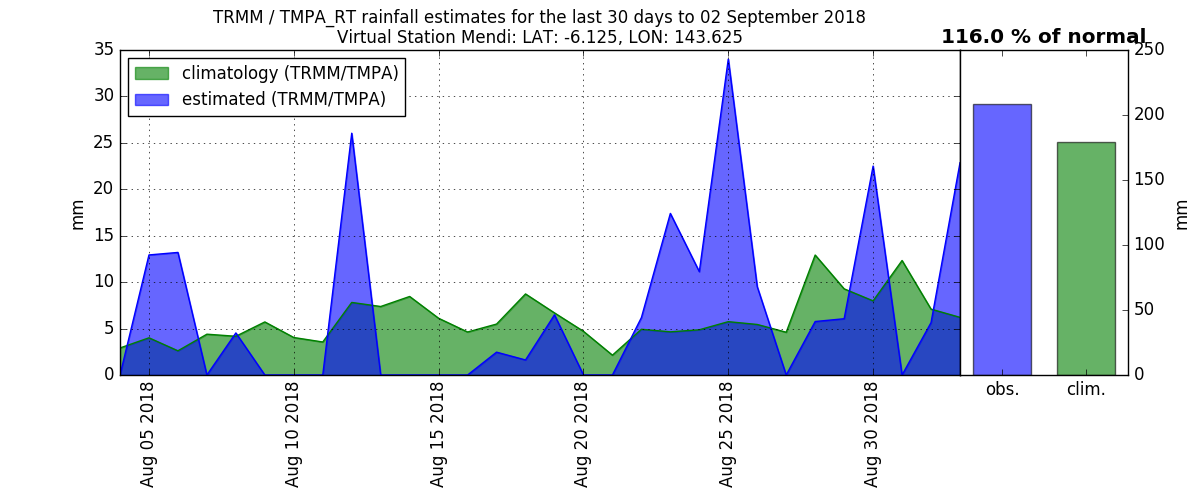 TRMM / TMPA_RT rainfall estimates for the last 30 days to 02 September 2018
Virtual Station Mendi: LAT: -6.125, LON: 143.625
116.0 % of normal
climatology (TRMM/TMPA)
estimated (TRMM/TMPA)
35
30
25
20
15
10
5
0
mm
Aug 05 2018
Aug 10 2018
Aug 15 2018
Aug 20 2018
Aug 25 2018
Aug 30 2018
250
200
150
100
50
0
mm
obs.
clim.